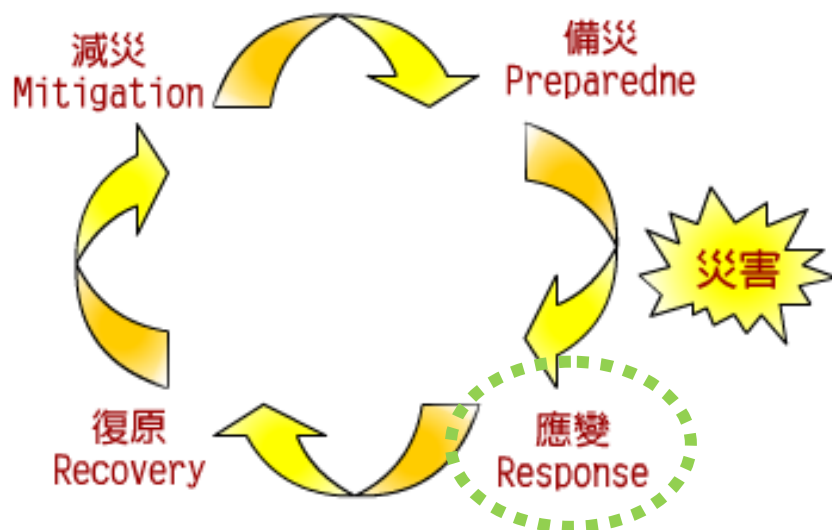 減災
Mitigation
備災
Preparedne
災害
復原
Recovery
應變
Response